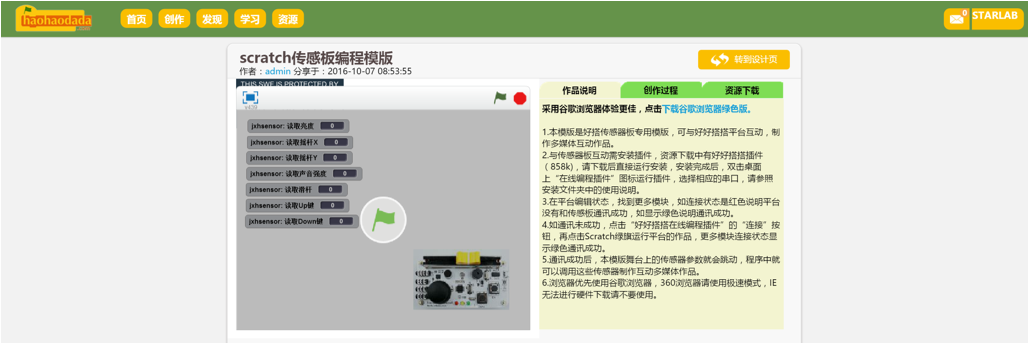 haohaodada
首页 创作 发现 学习 资源
0 STARLAB
scratch传感板编程模版
作者：admin 分享于：2016-10-07 08:53:55
转到设计页
THIS SWF IS PROTECTED BY
v439
jxhsensor: 读取亮度 0
jxhsensor: 读取摇杆X 0
jxhsensor: 读取摇杆Y 0
jxhsensor: 读取声音强度 0
jxhsensor: 读取滑杆 0
jxhsensor: 读取Up键 0
jxhsensor: 读取Down键 0
作品说明 创作过程 资源下载
采用谷歌浏览器体验更佳，点击下载谷歌浏览器绿色版。
1.本模版是好搭传感器板专用模版，可与好好搭搭平台互动，制
作多媒体互动作品。
2.与传感器板互动需安装插件，资源下载中有好好搭搭插件
（858k)，请下载后直接运行安装，安装完成后，双击桌面
上“在线编程插件”图标运行插件，选择相应的串口，请参照
安装文件夹中的使用说明。
3.在平台编辑状态，找到更多模块，如连接状态是红色说明平台
没有和传感板通讯成功，如显示绿色说明通讯成功。
4.如通讯未成功，点击“好好搭搭在线编程插件”的“连接”按
钮，再点击Scratch绿旗运行平台的作品，更多模块连接状态显
示绿色通讯成功。
5.通讯成功后，本模版舞台上的传感器参数就会跳动，程序中就
可以调用这些传感器制作互动多媒体作品。
6.浏览器优先使用谷歌浏览器，360浏览器请使用极速模式，IE
无法进行硬件下载请不要使用。